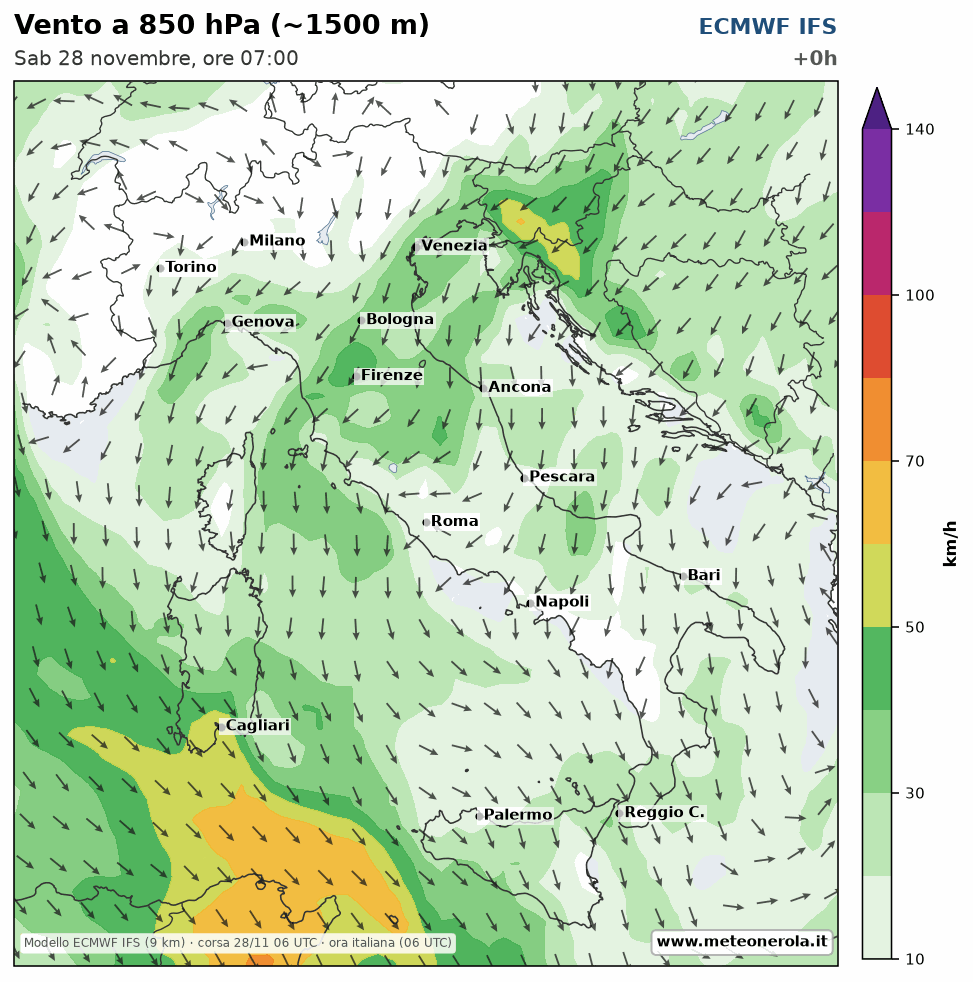 Vento a 850 hPa (~1500 m)
ECMWF IFS
Sab 28 novembre, ore 07:00
+0h
140
Milano
Venezia
Torino
100
Genova
Bologna
Firenze
Ancona
70
Pescara
Roma
km/h
Bari
Napoli
50
Cagliari
30
Palermo
Reggio C.
Modello ECMWF IFS (9 km) · corsa 28/11 06 UTC · ora italiana (06 UTC)
www.meteonerola.it
10